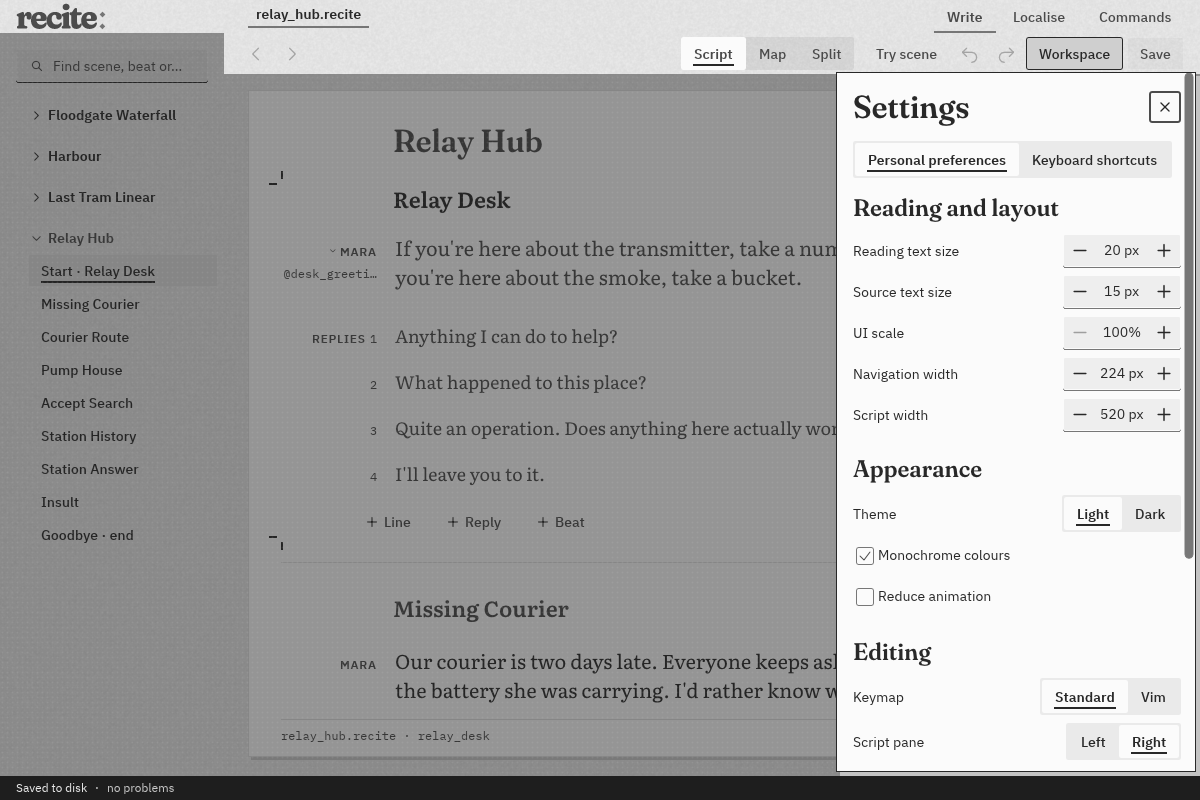 recite:
relay_hub.recite
Write
Localise
Commands
Script
Map
Split
Try scene
Workspace
Save
Find scene, beat or...
Floodgate Waterfall
Harbour
Last Tram Linear
Relay Hub
Start · Relay Desk
Missing Courier
Courier Route
Pump House
Accept Search
Station History
Station Answer
Insult
Goodbye · end
Relay Hub
Relay Desk
MARA
@desk_greeti…
If you're here about the transmitter, take a num
you're here about the smoke, take a bucket.
REPLIES 1 Anything I can do to help?
2 What happened to this place?
3 Quite an operation. Does anything here actually wor
4 I'll leave you to it.
+ Line
+ Reply
+ Beat
Missing Courier
MARA
Our courier is two days late. Everyone keeps as
the battery she was carrying. I'd rather know w
relay_hub.recite · relay_desk
Settings
Personal preferences
Keyboard shortcuts
Reading and layout
Reading text size − 20 px +
Source text size − 15 px +
UI scale − 100% +
Navigation width − 224 px +
Script width − 520 px +
Appearance
Theme Light Dark
Monochrome colours
Reduce animation
Editing
Keymap Standard Vim
Script pane Left Right
Saved to disk · no problems